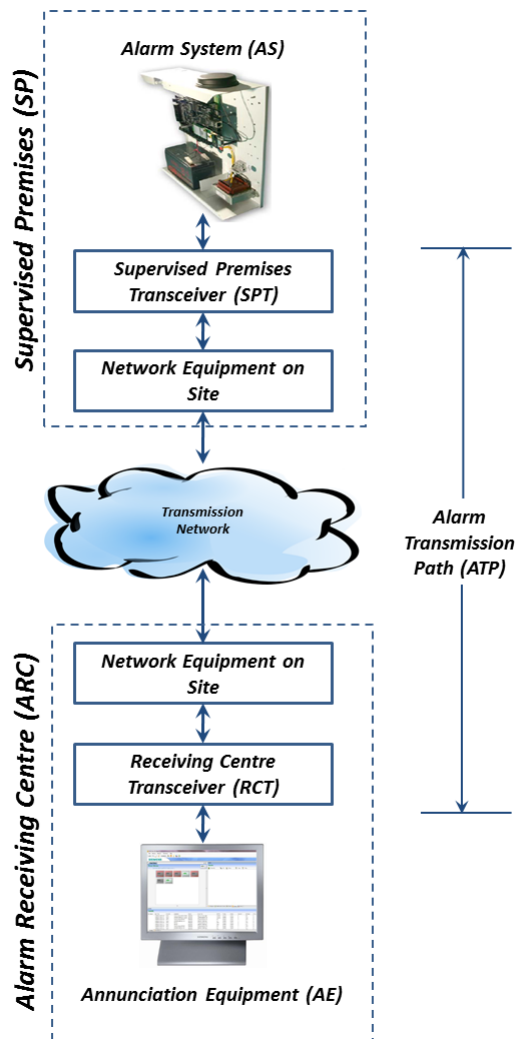 Supervised Premises (SP)
Alarm System (AS)
Supervised Premises
Transceiver (SPT)
Network Equipment on
Site
Transmission
Network
Alarm
Transmission
Path (ATP)
Alarm Receiving Centre (ARC)
Network Equipment on
Site
Receiving Centre
Transceiver (RCT)
Annunciation Equipment (AE)